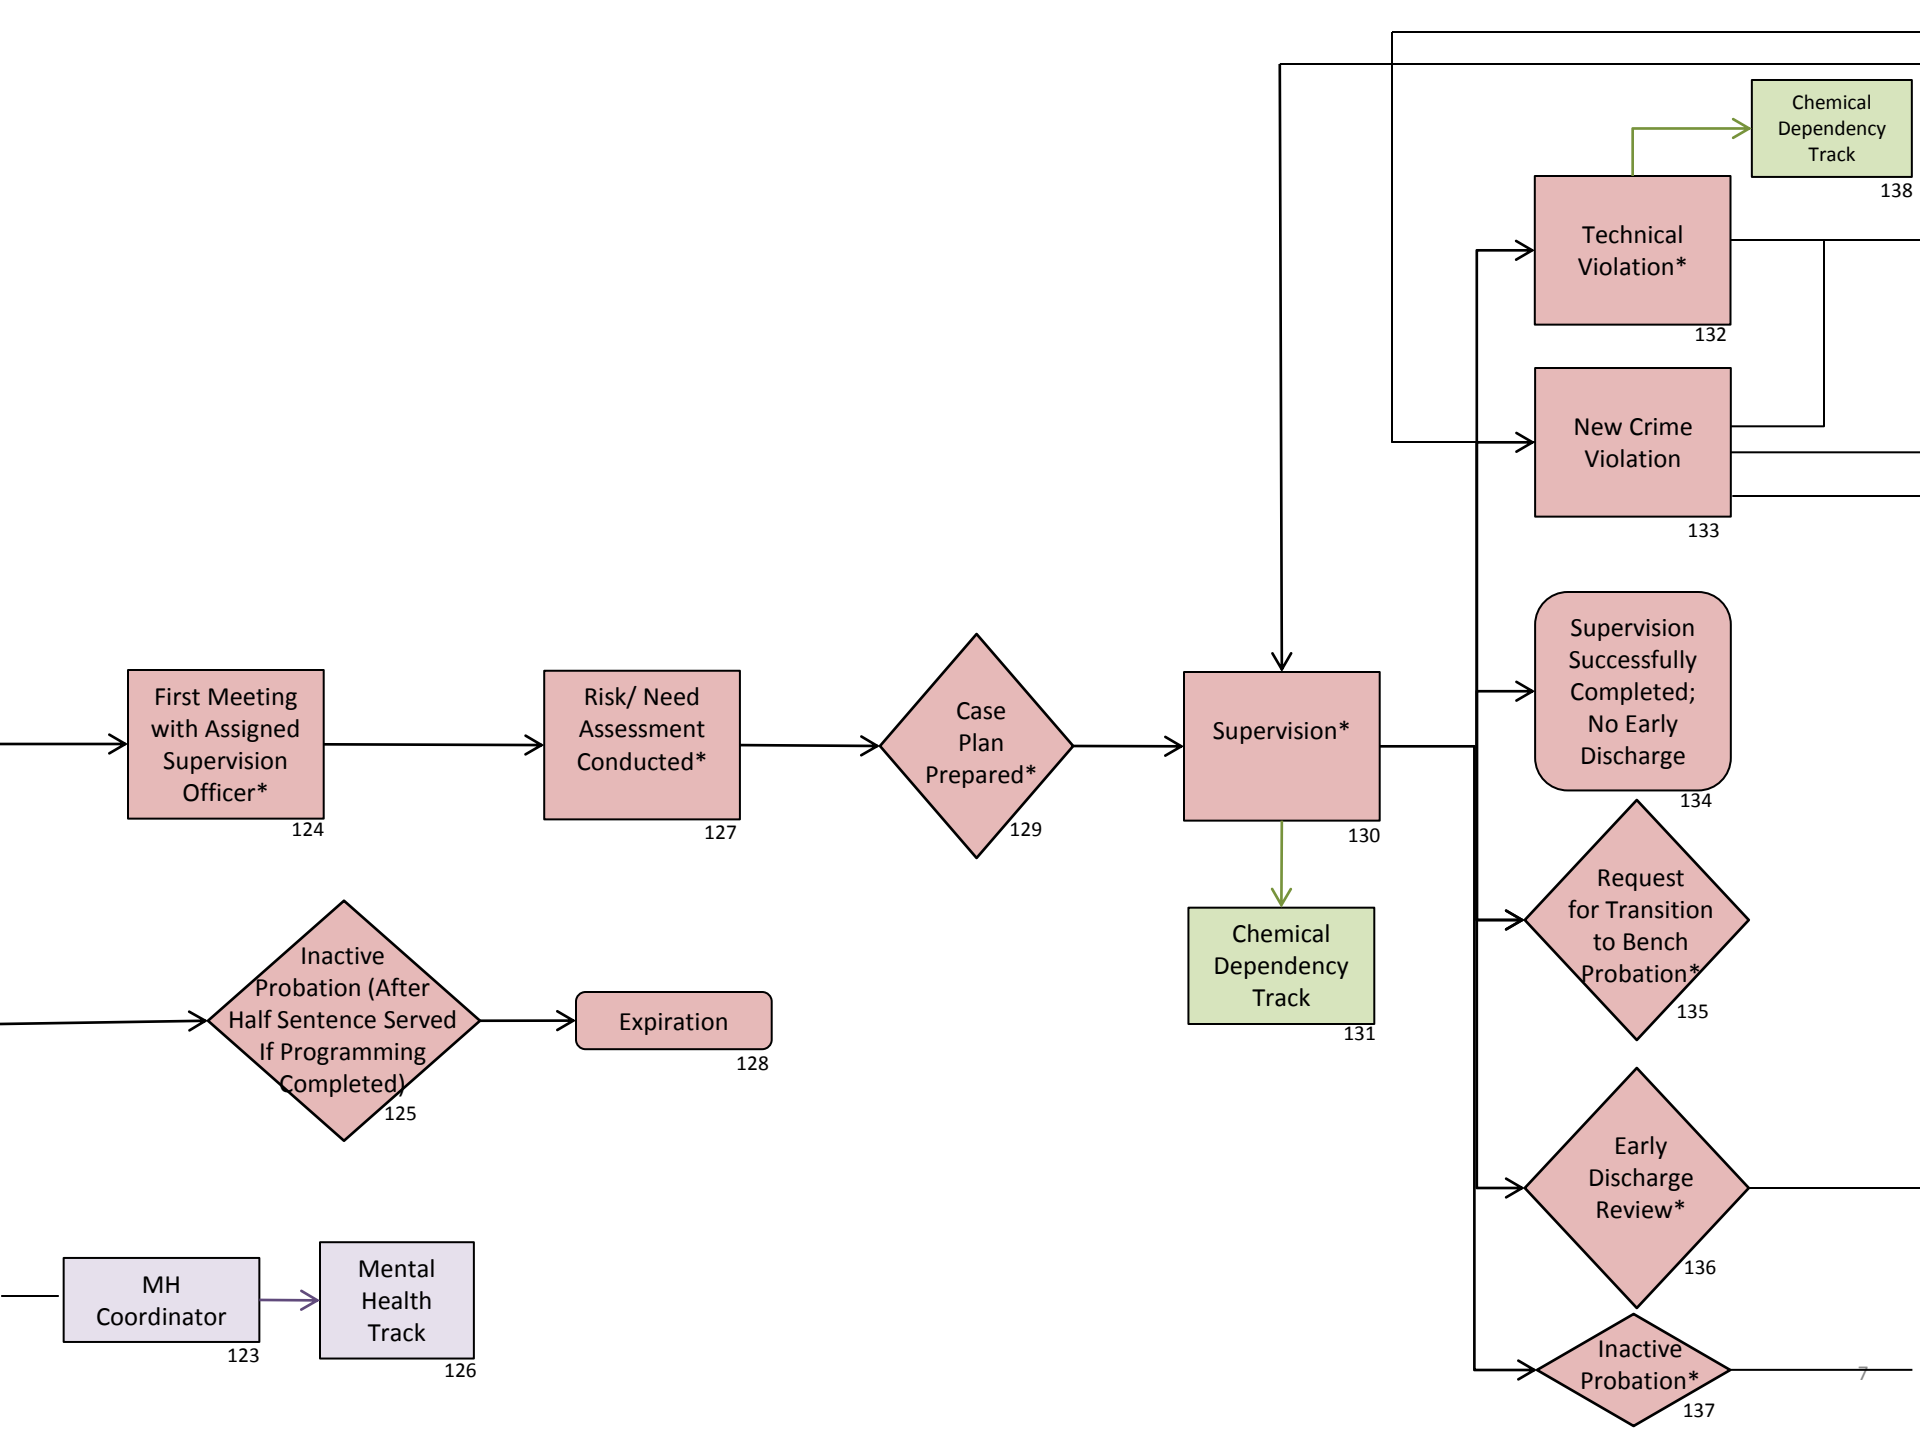 Chemical
Dependency
Track
138
Technical
Violation*
132
New Crime
Violation
133
Supervision
Successfully
Completed;
No Early
Discharge
134
First Meeting
with Assigned
Supervision
Officer*
124
Risk/ Need
Assessment
Conducted*
127
Case
Plan
Prepared*
129
Supervision*
130
Chemical
Dependency
Track
131
Request
for Transition
to Bench
Probation*
135
Inactive
Probation (After
Half Sentence Served
If Programming
Completed)
125
Expiration
128
Early
Discharge
Review*
136
MH
Coordinator
123
Mental
Health
Track
126
Inactive
Probation*
137
7